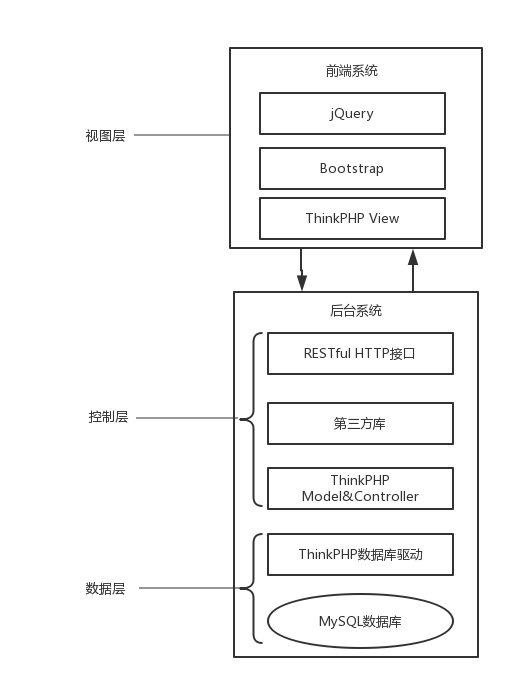 前端系统
jQuery
视图层
Bootstrap
ThinkPHP View
后台系统
RESTful HTTP接口
控制层
第三方库
ThinkPHP
Model&Controller
ThinkPHP数据库驱动
数据层
MySQL数据库